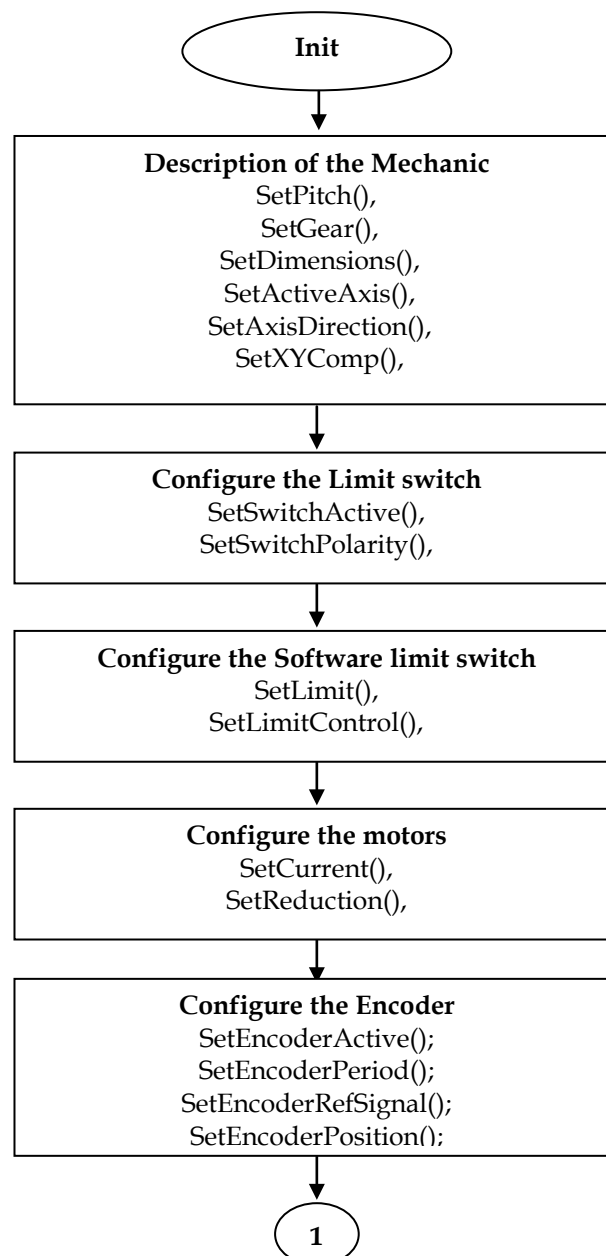 Init
Description of the Mechanic
SetPitch(),
SetGear(),
SetDimensions(),
SetActiveAxis(),
SetAxisDirection(),
SetXYComp(),
Configure the Limit switch
SetSwitchActive(),
SetSwitchPolarity(),
Configure the Software limit switch
SetLimit(),
SetLimitControl(),
Configure the motors
SetCurrent(),
SetReduction(),
Configure the Encoder
SetEncoderActive();
SetEncoderPeriod();
SetEncoderRefSignal();
SetEncoderPosition();
1